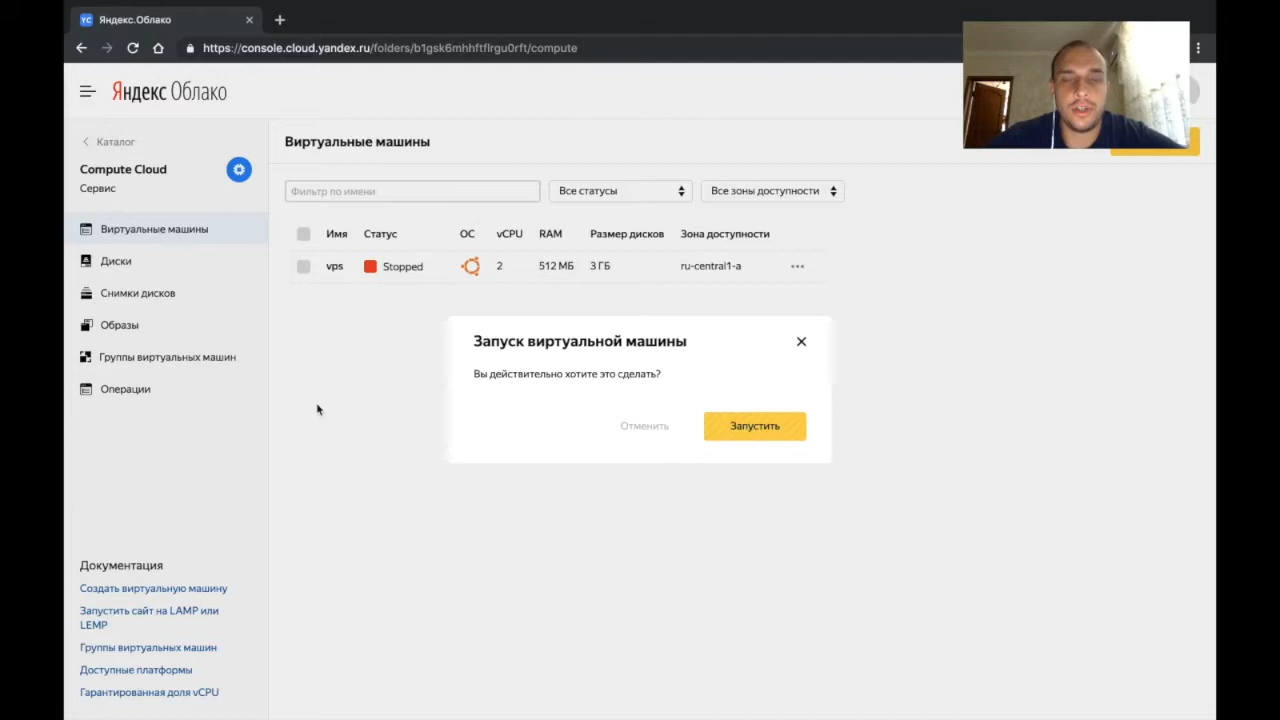 Яндекс.Облако
https://console.cloud.yandex.ru/folders/b1gsk6mhhftflrgu0rft/compute
Яндекс Облако
Каталог
Compute Cloud
Сервис
Виртуальные машины
Диски
Снимки дисков
Образы
Группы виртуальных машин
Операции
Документация
Создать виртуальную машину
Запустить сайт на LAMP или
LEMP
Группы виртуальных машин
Доступные платформы
Гарантированная доля vCPU
Виртуальные машины
Фильтр по имени
Все статусы
Все зоны доступности
Имя Статус ОС vCPU RAM Размер дисков Зона доступности
vps Stopped 2 512 МБ 3 ГБ ru-central1-a
Запуск виртуальной машины
Вы действительно хотите это сделать?
Отменить
Запустить